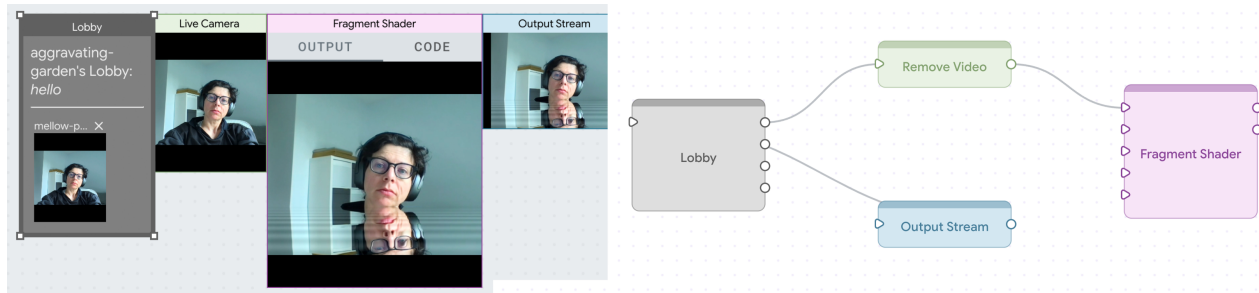 Lobby
aggravating-
garden's Lobby:
hello
mellow-p...
Live Camera
Fragment Shader
OUTPUT
CODE
Output Stream
Lobby
Remove Video
Output Stream
Fragment Shader